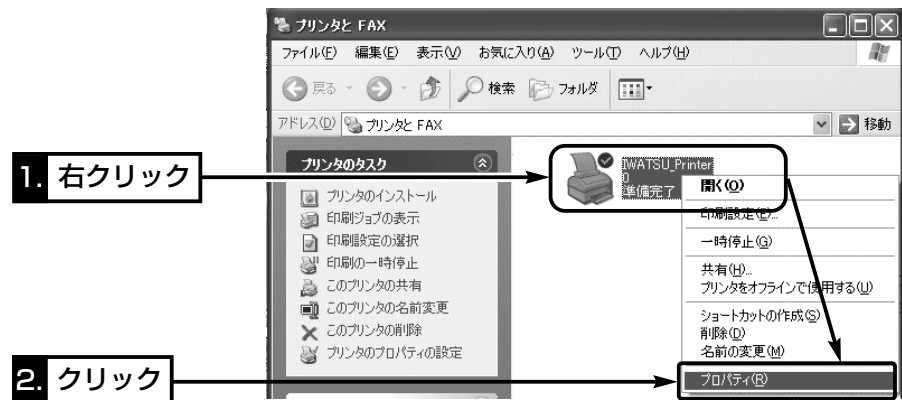 プリンタと FAX
ファイル(F) 編集(E) 表示(V) お気に入り(A) ツール(T) ヘルプ(H)
戻る 検索 フォルダ
アドレス(D) プリンタと FAX 移動
1. 右クリック
プリンタのタスク
プリンタのインストール
印刷ジョブの表示
印刷設定の選択
印刷の一時停止
このプリンタの共有
このプリンタの名前変更
このプリンタの削除
プリンタのプロパティの設定
IWATSU_Printer
0
準備完了
開く(O)
印刷設定(E)...
一時停止(G)
共有(H)...
プリンタをオフラインで使用する(U)
ショートカットの作成(S)
削除(D)
名前の変更(M)
プロパティ(R)
2. クリック